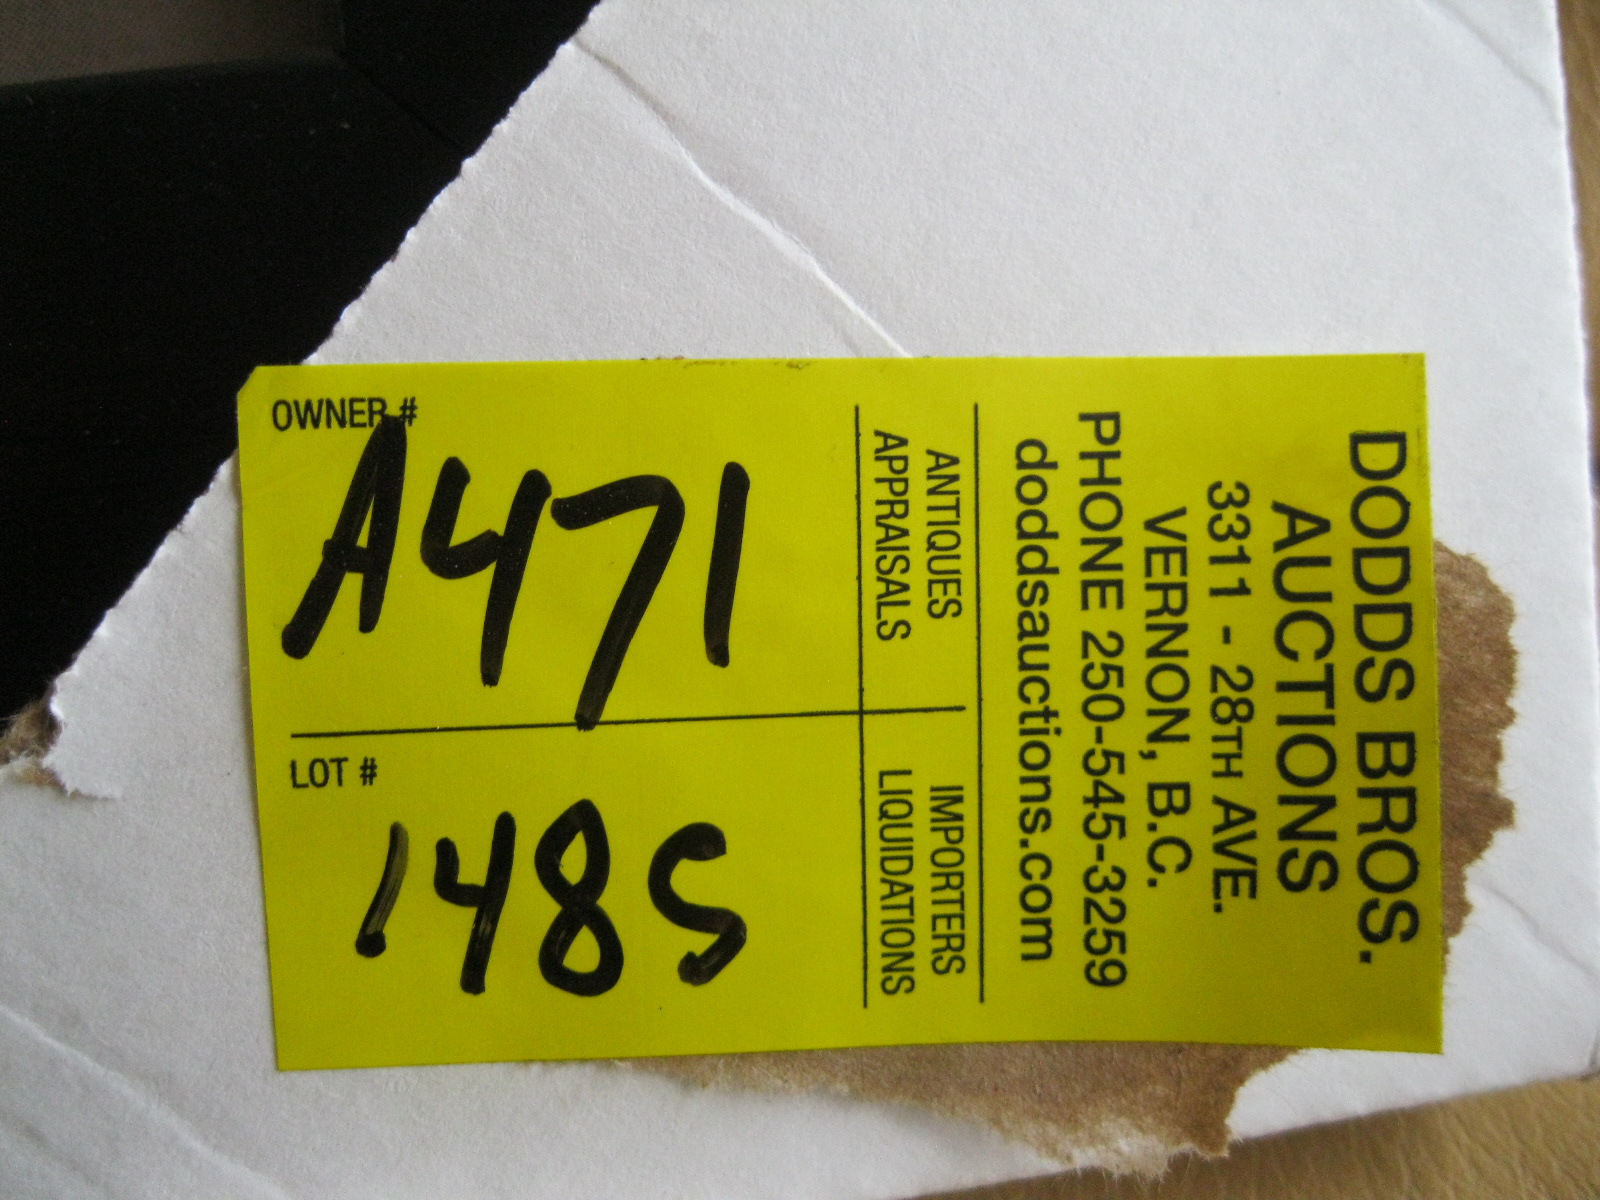 DODDS BROS.
AUCTIONS
3311 - 28TH AVE.
VERNON, B.C.
PHONE 250-545-3259
doddsauctions.com
ANTIQUES
APPRAISALS
IMPORTERS
LIQUIDATIONS
OWNER #
A471
LOT #
1485